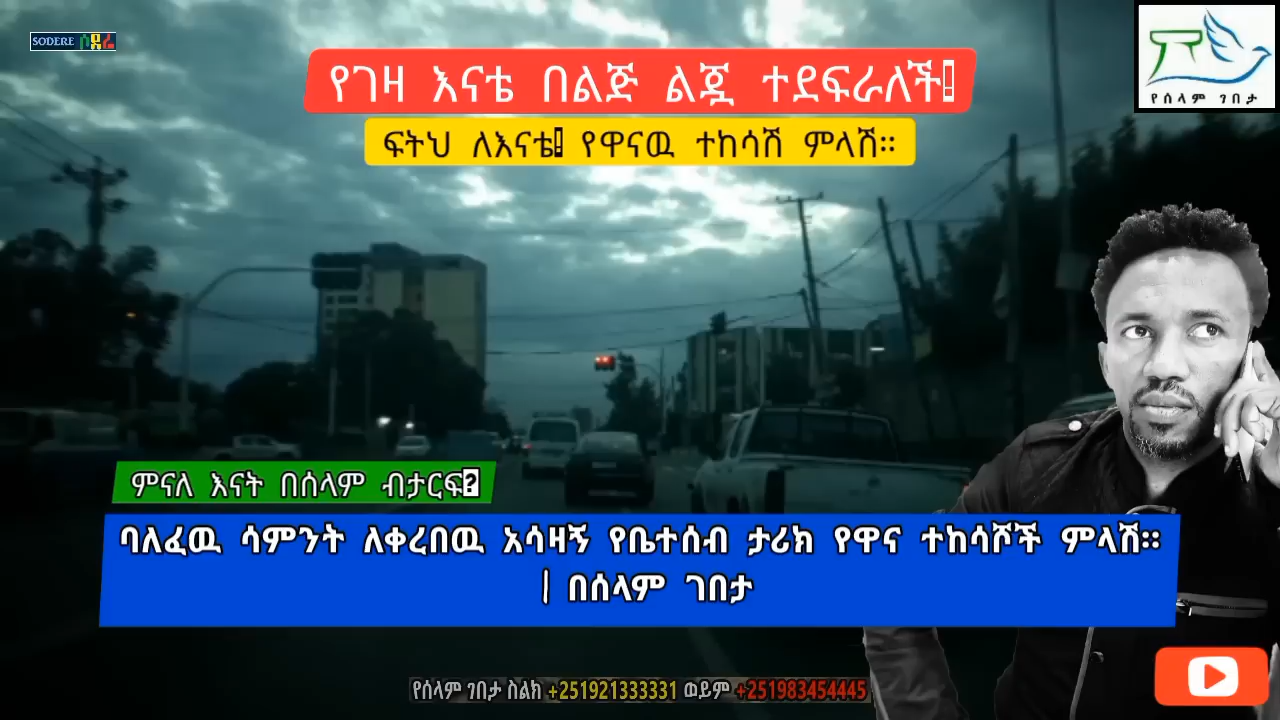 SODERE ሶደሬ
የሰላም ገበታ
የገዛ እናቴ በልጅ ልጇ ተደፍራለች
ፍትህ ለእናቴ የዋናዉ ተከሳሽ ምላሽ።
ምናለ እናት በሰላም ብታርፍ?
ባለፈዉ ሳምንት ለቀረበዉ አሳዛኝ የቤተሰብ ታሪክ የዋና ተከሳሾች ምላሽ።
| በሰላም ገበታ
የሰላም ገበታ ስልክ +251921333331 ወይም +251983454445